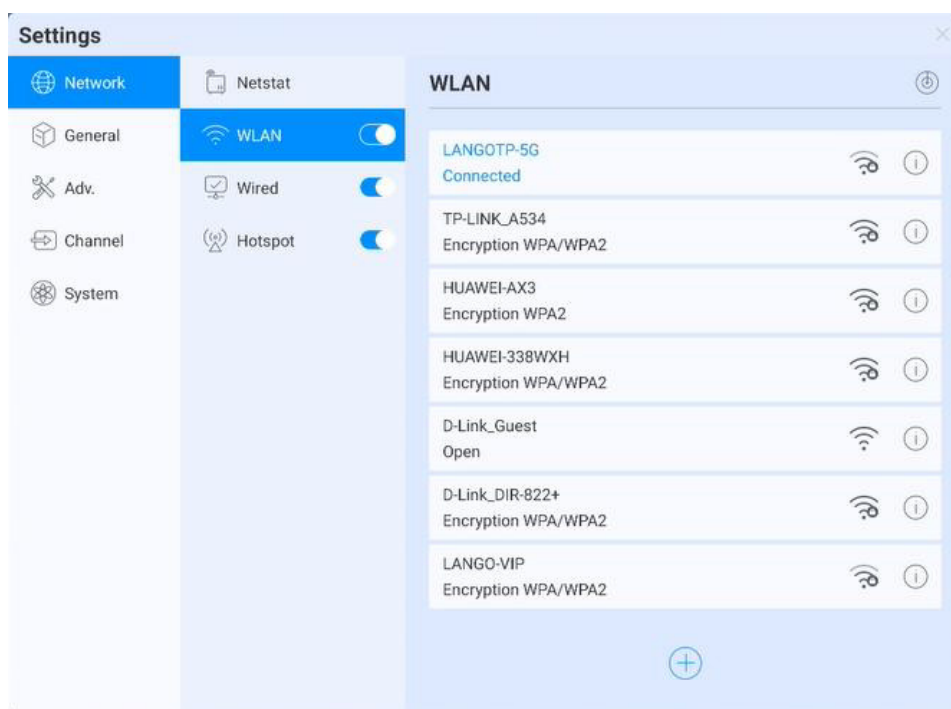 Settings
Network
General
Adv.
Channel
System
Netstat
WLAN
Wired
Hotspot
WLAN
LANGOTP-5G
Connected
TP-LINK_A534
Encryption WPA/WPA2
HUAWEI-AX3
Encryption WPA2
HUAWEI-338WXH
Encryption WPA/WPA2
D-Link_Guest
Open
D-Link_DIR-822+
Encryption WPA/WPA2
LANGO-VIP
Encryption WPA/WPA2